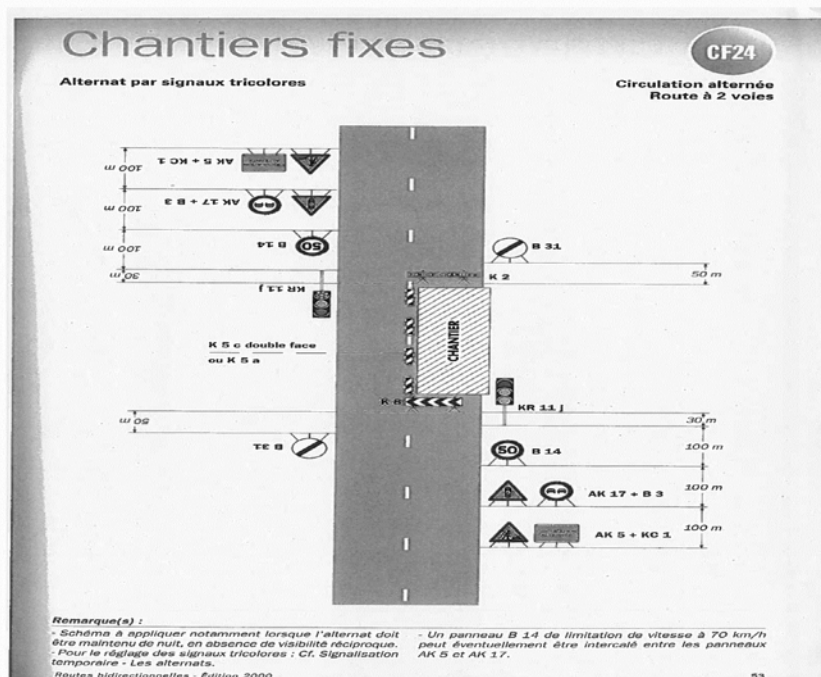 Chantiers fixes
CF24
Alternat par signaux tricolores
Circulation alternée
Route à 2 voies
100 m
AK 5 + KC 1
100 m
AK 17 + B 3
100 m
B 14
50
30 m
KR 11 j
B 31
50 m
K 2
CHANTIER
K 5 c double face
ou K 5 a
K 8
KR 11 j
30 m
50 m
B 31
50
B 14
100 m
AK 17 + B 3
100 m
AK 5 + KC 1
100 m
Remarque(s) :
- Schéma à appliquer notamment lorsque l'alternat doit
être maintenu de nuit, en absence de visibilité réciproque.
- Pour le réglage des signaux tricolores : Cf. Signalisation
temporaire - Les alternats.
- Un panneau B 14 de limitation de vitesse à 70 km/h
peut éventuellement être intercalé entre les panneaux
AK 5 et AK 17.
Routes bidirectionnelles - Édition 2000
53